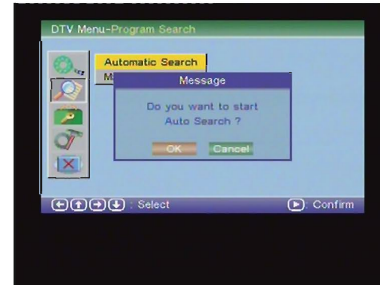 DTV Menu-Program Search
Automatic Search
M
Message
Do you want to start
Auto Search ?
OK Cancel
: Select
: Confirm